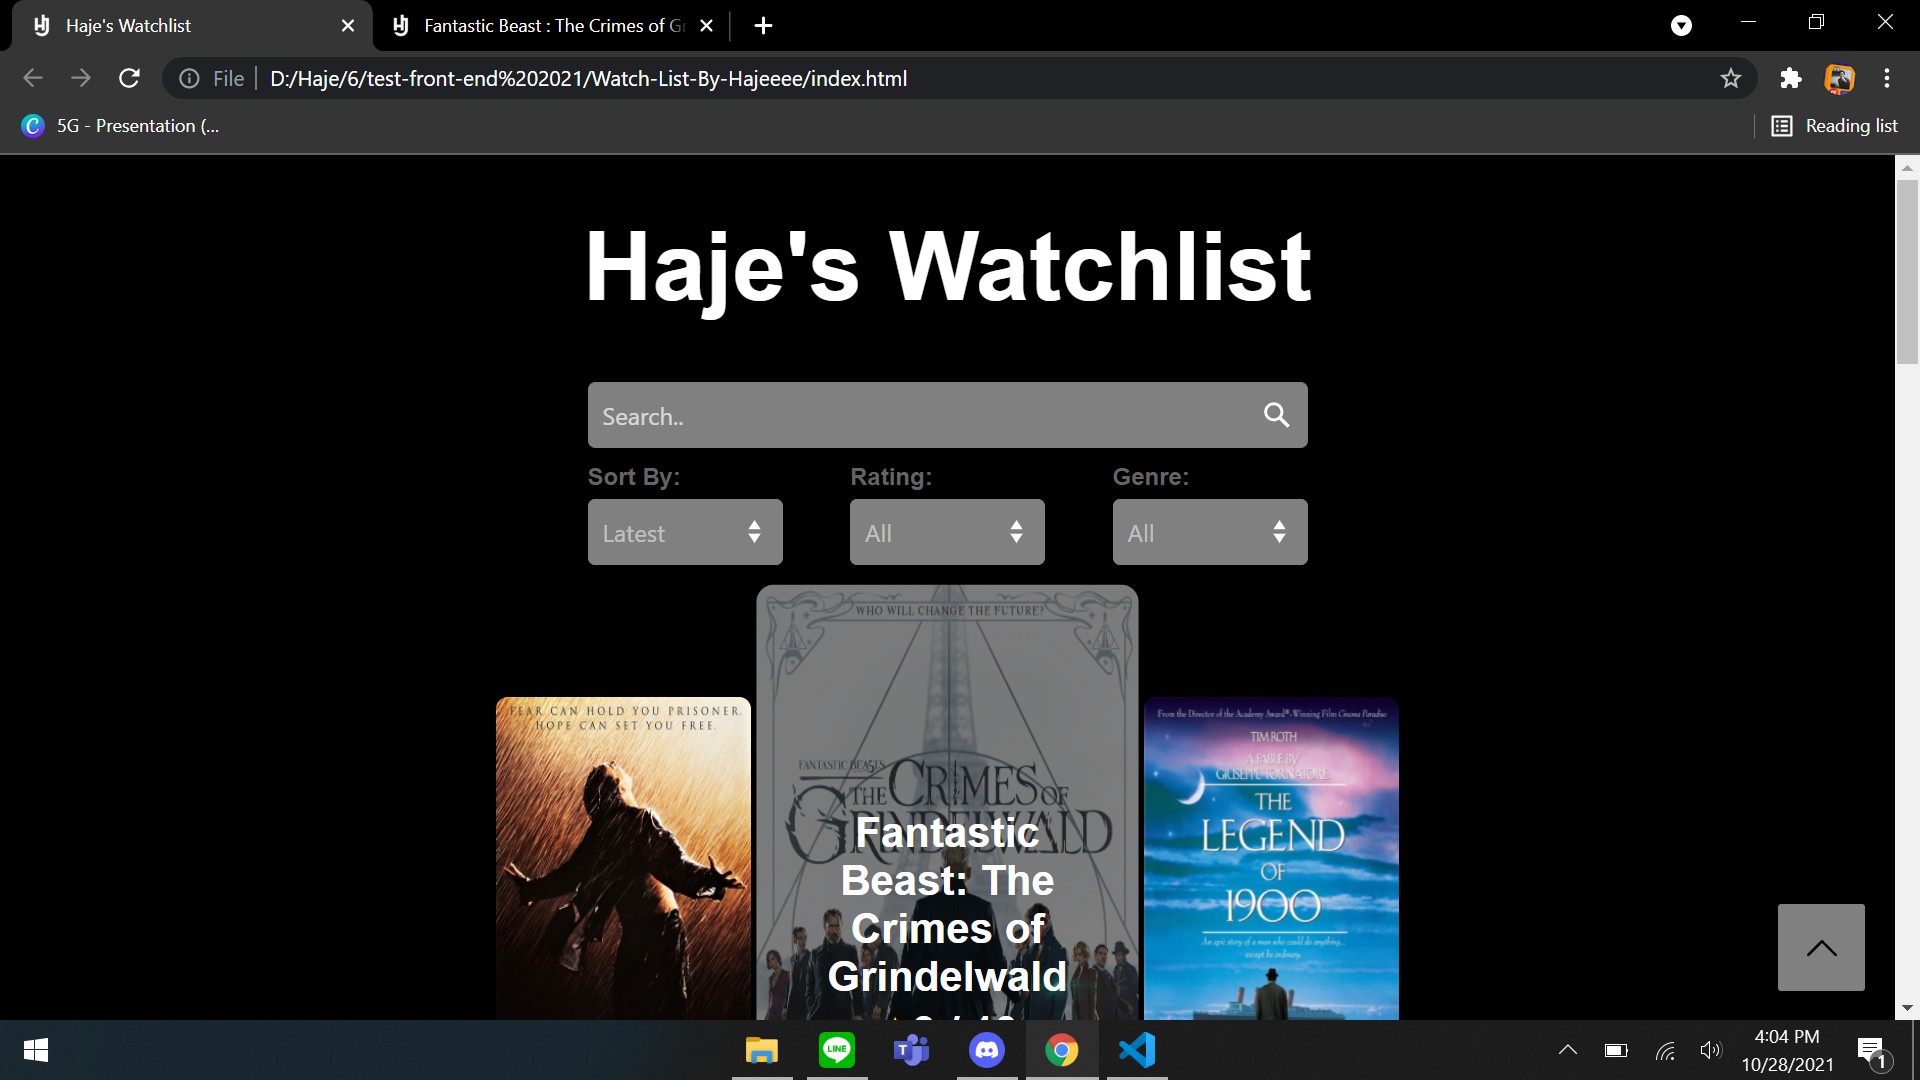 Haje's Watchlist
Fantastic Beast : The Crimes of Gr
File
D:/Haje/6/test-front-end%202021/Watch-List-By-Hajeeee/index.html
5G - Presentation (...
Reading list
Haje's Watchlist
Search..
Sort By:
Rating:
Genre:
Latest
All
All
WHO WILL CHANGE THE FUTURE?
FEAR CAN HOLD YOU PRISONER.
HOPE CAN SET YOU FREE.
FANTASTIC BEASTS
THE CRIMES OF
GRINDELWALD
Fantastic
Beast: The
Crimes of
Grindelwald
From the Director of the Academy Award®-Winning Film Cinema Paradiso
TIM ROTH
A FABLE BY
GIUSEPPE TORNATORE
THE
LEGEND
OF
1900
An epic story of a man who could do anything...
except be ordinary.
LINE
4:04 PM
10/28/2021
1